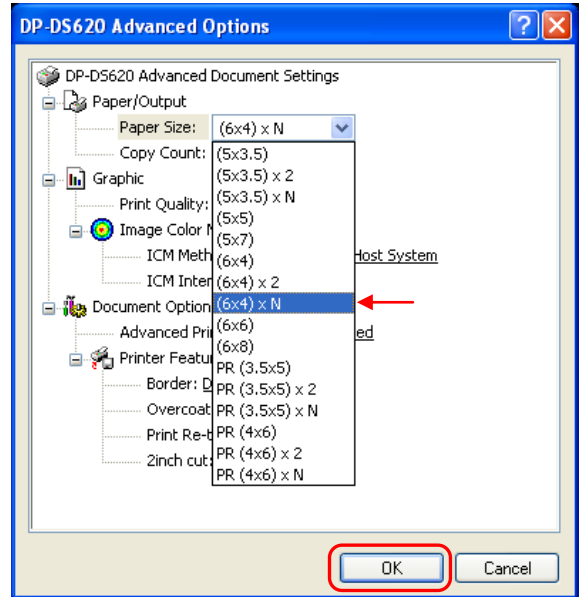 DP-DS620 Advanced Options
DP-DS620 Advanced Document Settings
Paper/Output
Paper Size: (6x4) x N
Copy Count:
(5x3.5)
(5x3.5) x 2
(5x3.5) x N
(5x5)
(5x7)
(6x4)
(6x4) x 2
(6x4) x N
(6x6)
(6x8)
PR (3.5x5)
PR (3.5x5) x 2
PR (3.5x5) x N
PR (4x6)
PR (4x6) x 2
PR (4x6) x N
Graphic
Print Quality:
Image Color
ICM Meth
Host System
ICM Inter
Document Option
Advanced Pri
ed
Printer Featu
Border: D
Overcoat
Print Re-t
2inch cut:
OK
Cancel